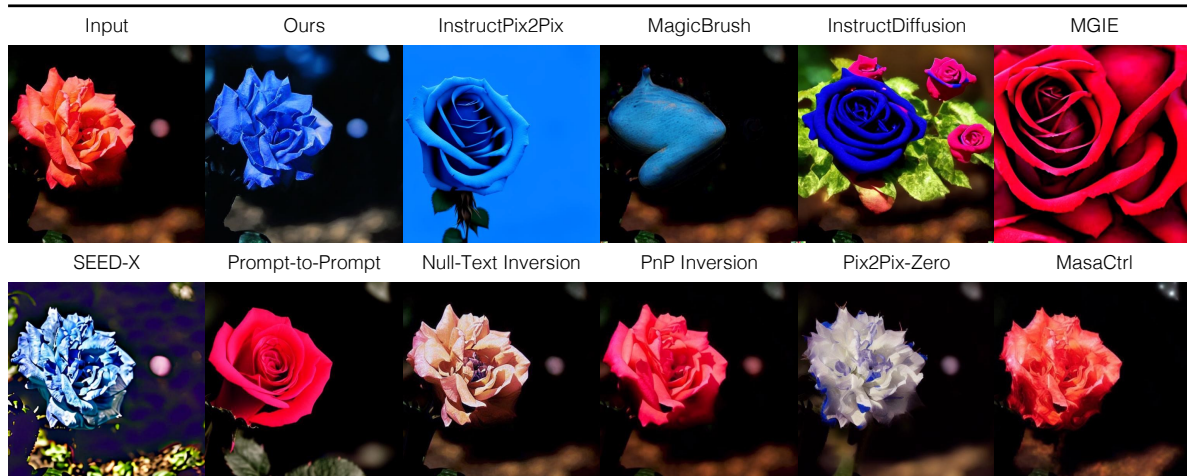 Input Ours InstructPix2Pix MagicBrush InstructDiffusion MGIE
SEED-X Prompt-to-Prompt Null-Text Inversion PnP Inversion Pix2Pix-Zero MasaCtrl